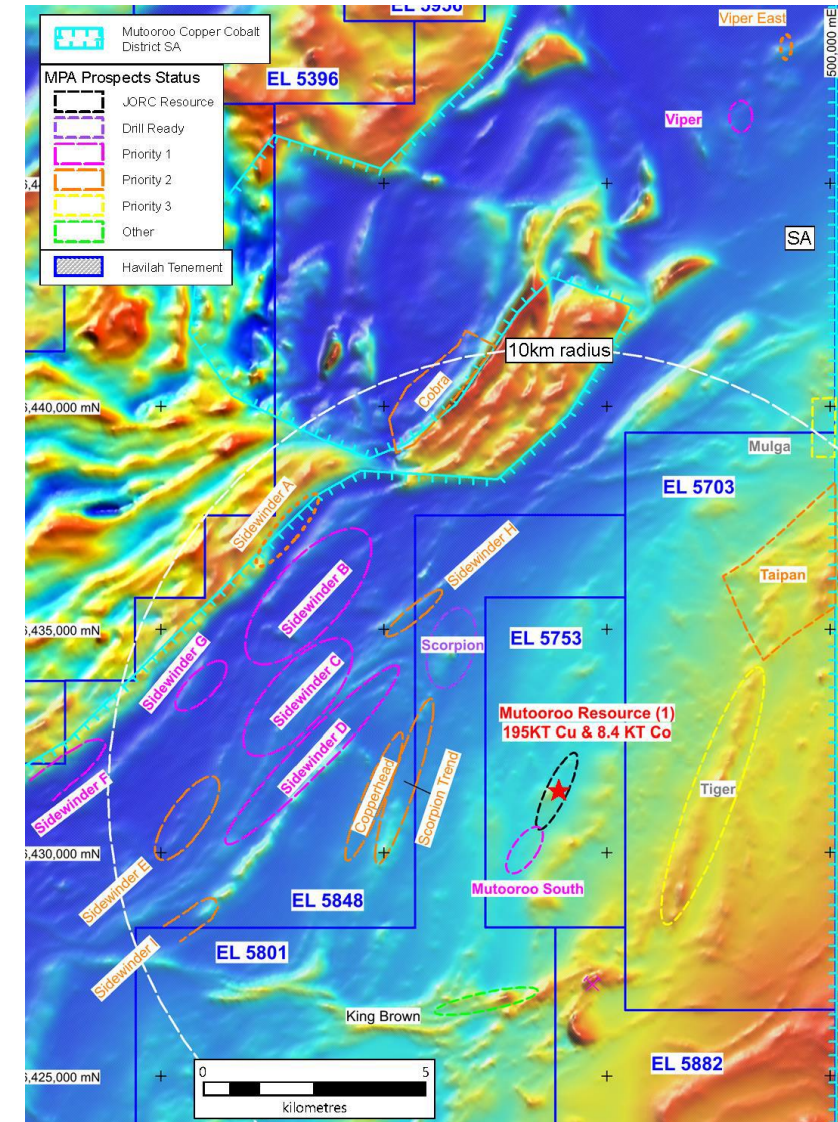 EL 5956
Viper East
500,000 mE
Mutooroo Copper Cobalt
District SA
MPA Prospects Status
JORC Resource
Drill Ready
Priority 1
Priority 2
Priority 3
Other
Havilah Tenement
EL 5396
Viper
SA
10km radius
Cobra
6,440,000 mN
Mulga
EL 5703
Sidewinder A
Sidewinder H
Sidewinder B
Taipan
6,435,000 mN
Scorpion
EL 5753
Sidewinder G
Sidewinder C
Mutooroo Resource (1)
195KT Cu & 8.4 KT Co
Sidewinder D
Sidewinder F
Copperhead
Scorpion Trend
Tiger
6,430,000 mN
Sidewinder E
Mutooroo South
EL 5848
Sidewinder I
EL 5801
King Brown
EL 5882
6,425,000 mN
0
5
kilometres